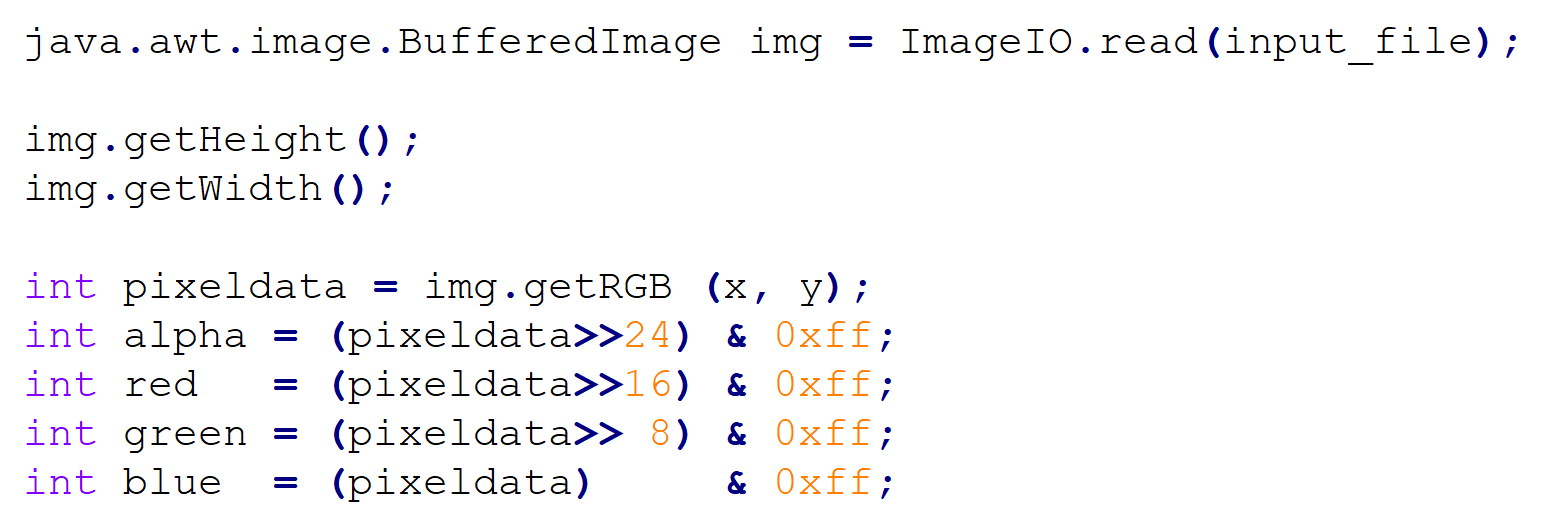 java.awt.image.BufferedImage img = ImageIO.read(input_file);
img.getHeight();
img.getWidth();
int pixeldata = img.getRGB (x, y);
int alpha = (pixeldata>>24) & 0xff;
int red   = (pixeldata>>16) & 0xff;
int green = (pixeldata>> 8) & 0xff;
int blue  = (pixeldata)     & 0xff;